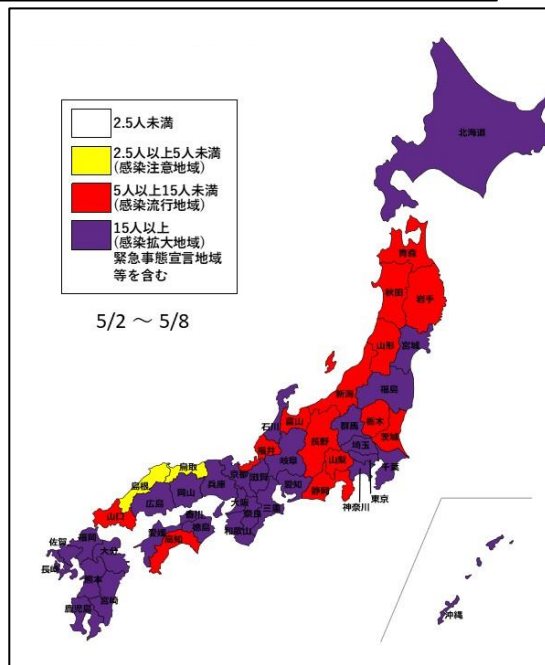 2.5人未満
2.5人以上5人未満
(感染注意地域)
5人以上15人未満
(感染流行地域)
15人以上
(感染拡大地域)
緊急事態宣言地域
等を含む
5/2 ～ 5/8
北海道
青森
秋田
岩手
山形
宮城
新潟
福島
石川
富山
群馬
栃木
茨城
福井
長野
埼玉
岐阜
山梨
千葉
鳥取
京都
滋賀
愛知
静岡
東京
神奈川
島根
岡山
兵庫
広島
大阪
奈良
三重
山口
香川
徳島
和歌山
愛媛
高知
佐賀
福岡
大分
長崎
熊本
宮崎
鹿児島
沖縄